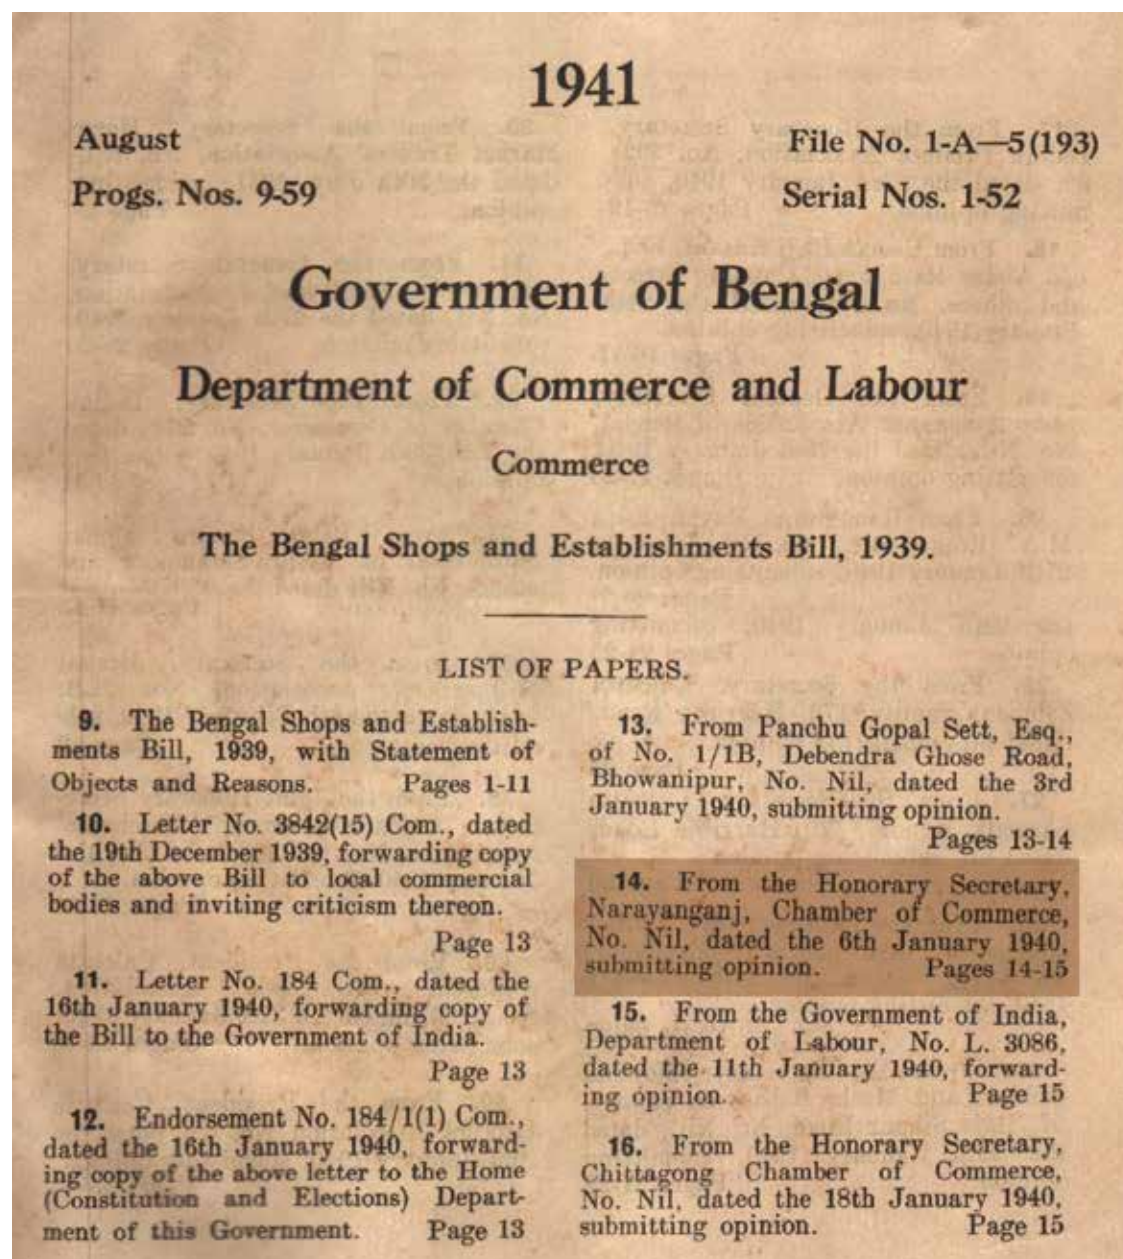 1941
August
File No. 1-A—5(193)
Progs. Nos. 9-59
Serial Nos. 1-52
Government of Bengal
Department of Commerce and Labour
Commerce
The Bengal Shops and Establishments Bill, 1939.
LIST OF PAPERS.
9. The Bengal Shops and Establish-
ments Bill, 1939, with Statement of
Objects and Reasons. Pages 1-11
10. Letter No. 3842(15) Com., dated
the 19th December 1939, forwarding copy
of the above Bill to local commercial
bodies and inviting criticism thereon.
Page 13
11. Letter No. 184 Com., dated the
16th January 1940, forwarding copy of
the Bill to the Government of India.
Page 13
12. Endorsement No. 184/1(1) Com.,
dated the 16th January 1940, forward-
ing copy of the above letter to the Home
(Constitution and Elections) Depart-
ment of this Government. Page 13
13. From Panchu Gopal Sett, Esq.,
of No. 1/1B, Debendra Ghose Road,
Bhowanipur, No. Nil, dated the 3rd
January 1940, submitting opinion.
Pages 13-14
14. From the Honorary Secretary,
Narayanganj, Chamber of Commerce,
No. Nil, dated the 6th January 1940,
submitting opinion. Pages 14-15
15. From the Government of India,
Department of Labour, No. L. 3086,
dated the 11th January 1940, forward-
ing opinion. Page 15
16. From the Honorary Secretary,
Chittagong Chamber of Commerce,
No. Nil, dated the 18th January 1940,
submitting opinion. Page 15